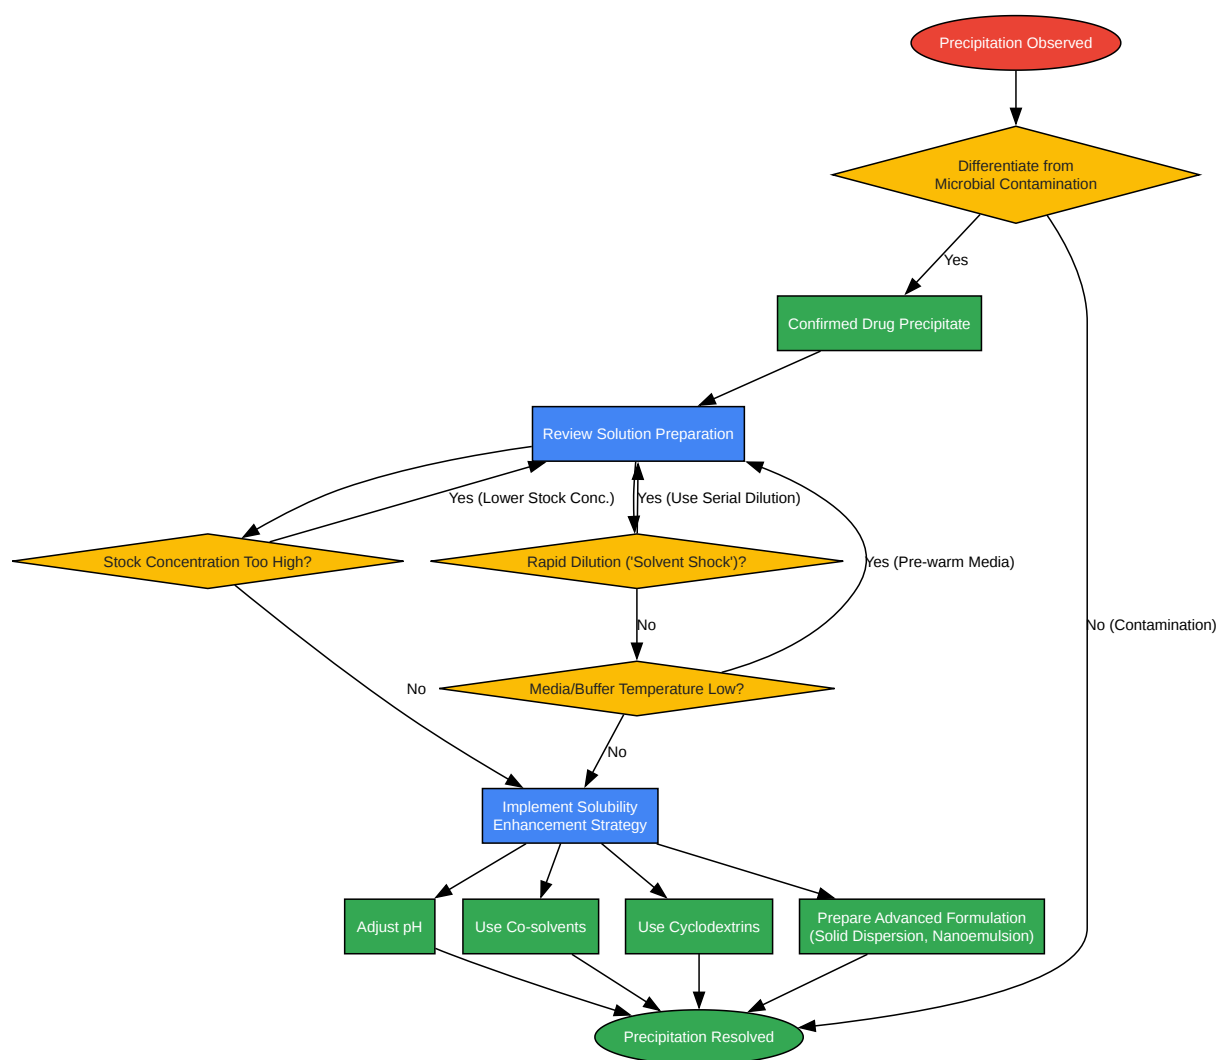 Precipitation Observed
Differentiate from
Microbial Contamination
Yes
Confirmed Drug Precipitate
Review Solution Preparation
Yes (Lower Stock Conc.)
Yes (Use Serial Dilution)
Stock Concentration Too High?
Rapid Dilution ('Solvent Shock')?
Yes (Pre-warm Media)
No
No (Contamination)
No
Media/Buffer Temperature Low?
No
Implement Solubility
Enhancement Strategy
Adjust pH
Use Co-solvents
Use Cyclodextrins
Prepare Advanced Formulation
(Solid Dispersion, Nanoemulsion)
Precipitation Resolved